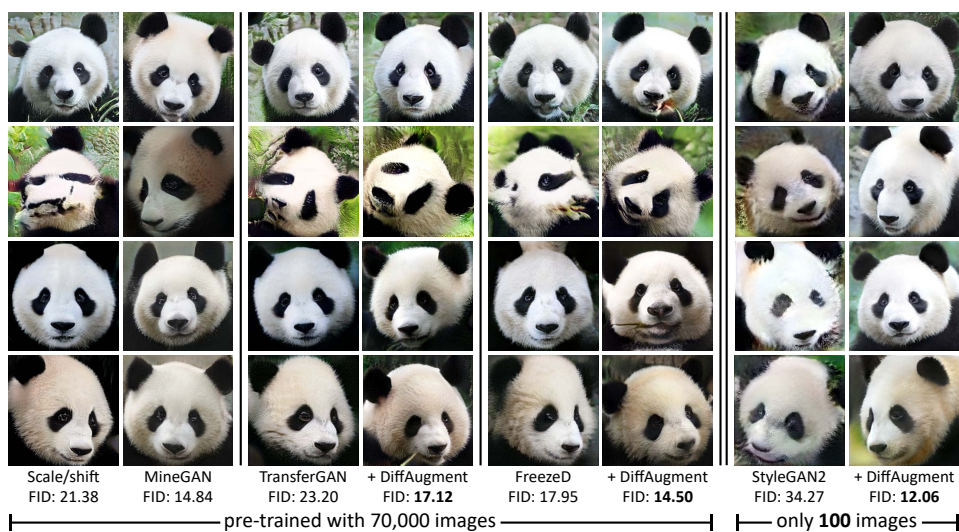 Scale/shift MineGAN TransferGAN + DiffAugment FreezeD + DiffAugment StyleGAN2 + DiffAugment
FID: 21.38 FID: 14.84 FID: 23.20 FID: 17.12 FID: 17.95 FID: 14.50 FID: 34.27 FID: 12.06
pre-trained with 70,000 images only 100 images